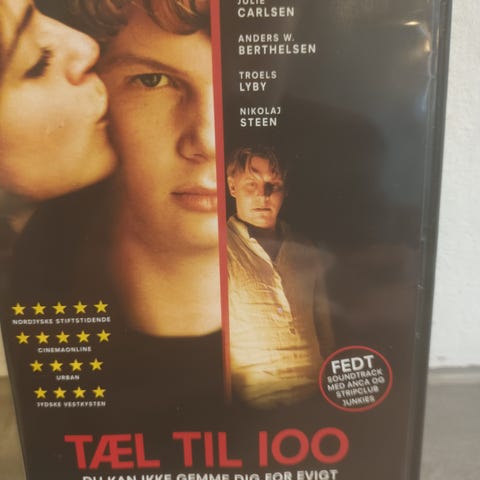 JULIE
CARLSEN
ANDERS W.
BERTHELSEN
TROELS
LYBY
NIKOLAJ
STEEN
NORDJYSKE STIFTSTIDENDE
CINEMAONLINE
URBAN
JYDSKE VESTKYSTEN
FEDT
SOUNDTRACK
MED ANCA OG
STRIPCLUB
JUNKIES
TÆL TIL 100
DU KAN IKKE GEMME DIG FOR EVIGT